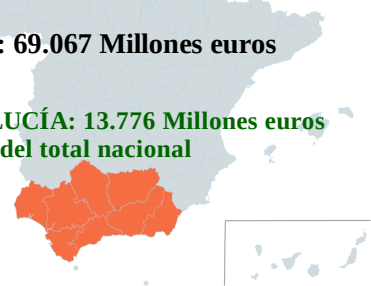 : 69.067 Millones euros
LUCÍA: 13.776 Millones euros
del total nacional